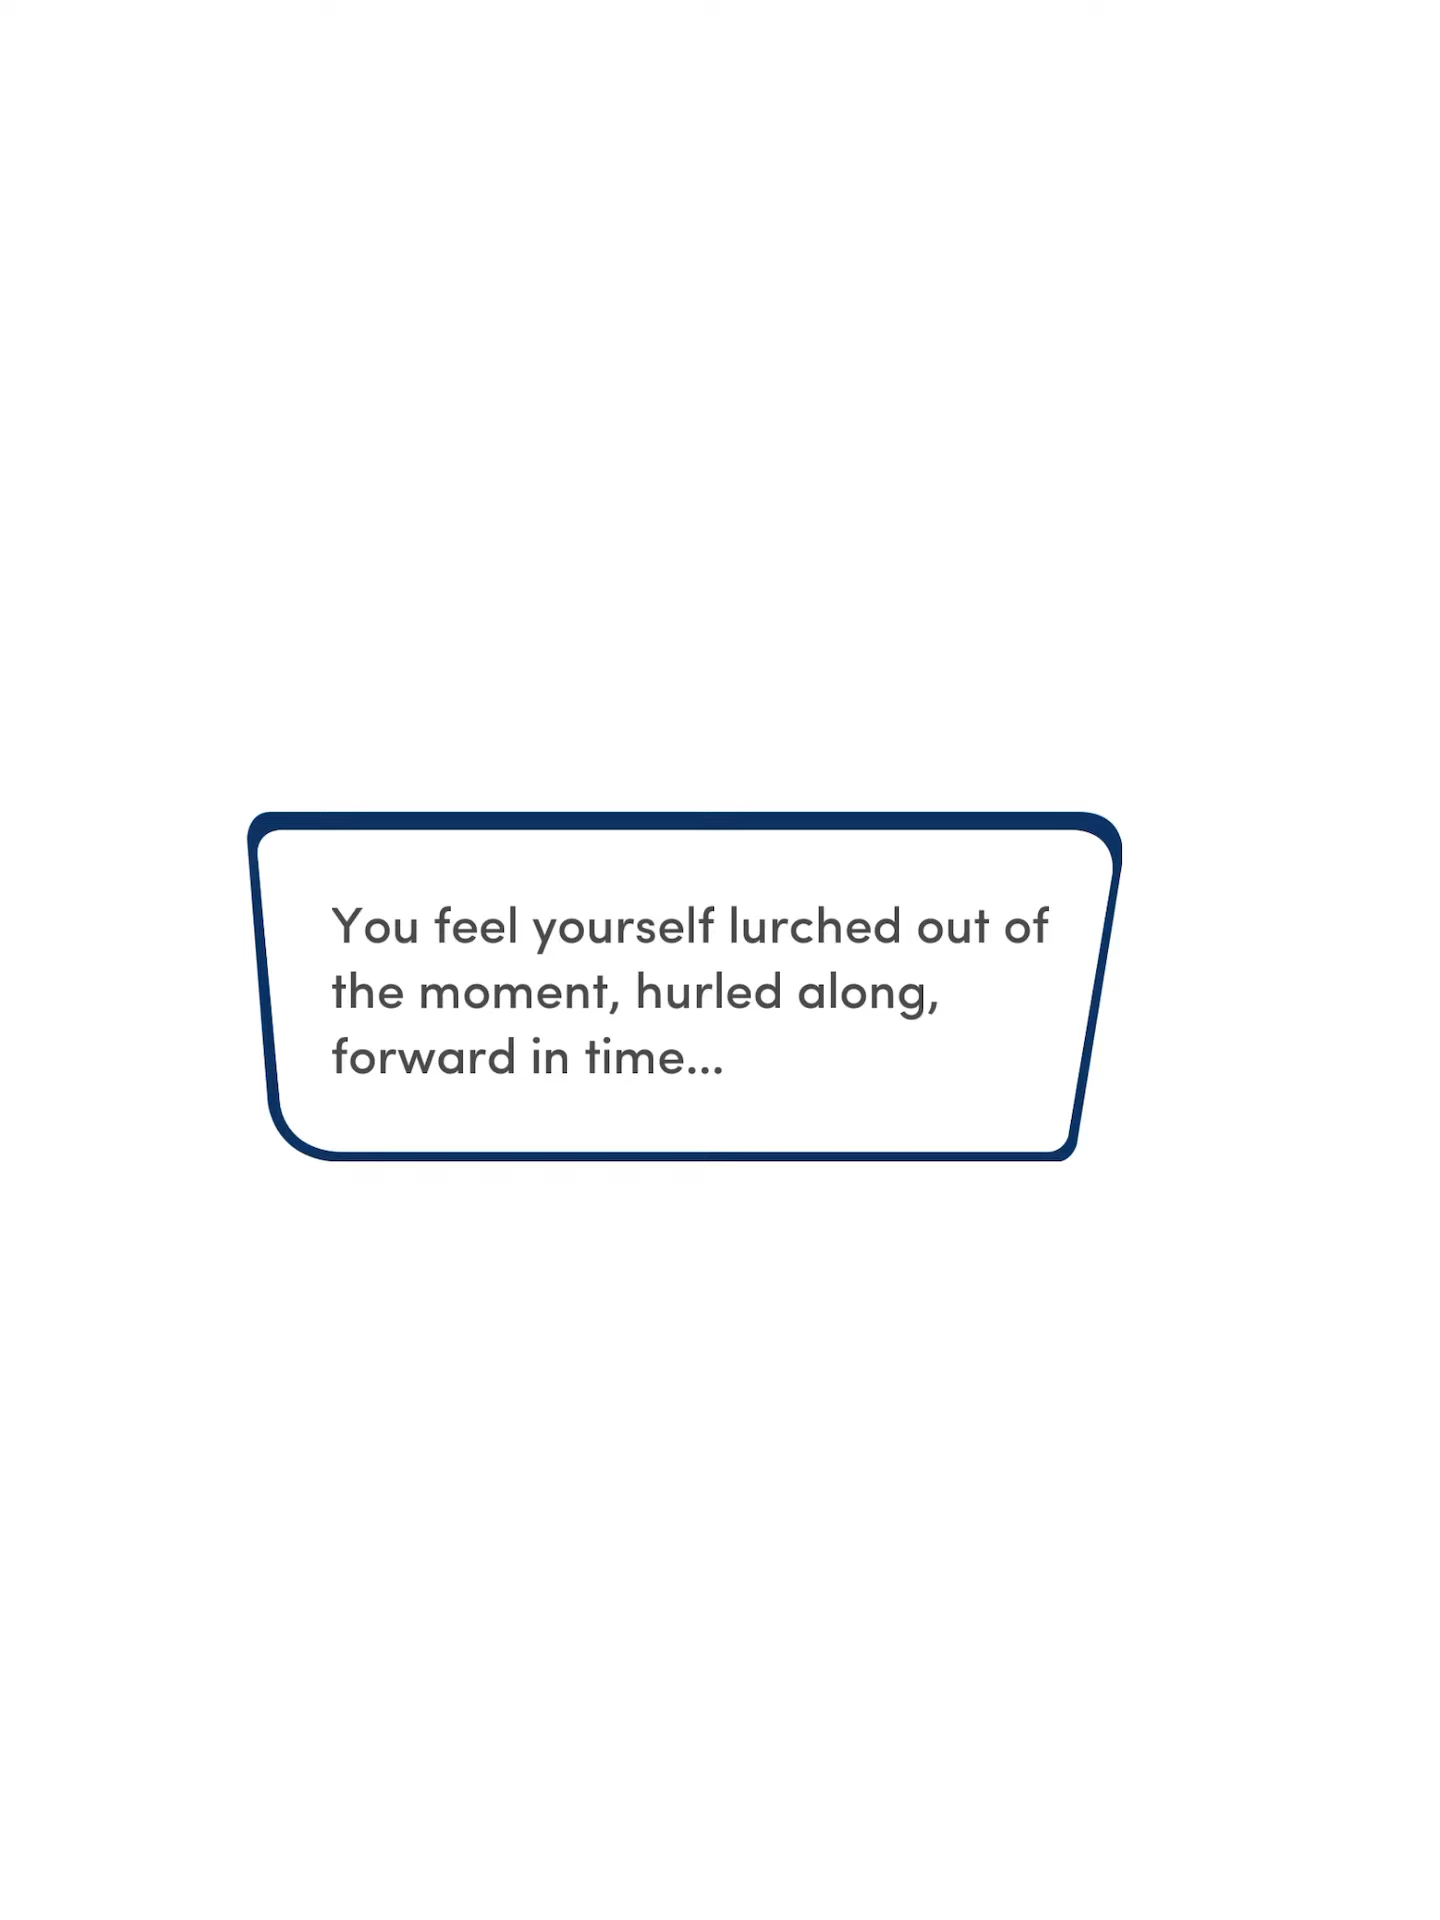 You feel yourself lurched out of
the moment, hurled along,
forward in time...